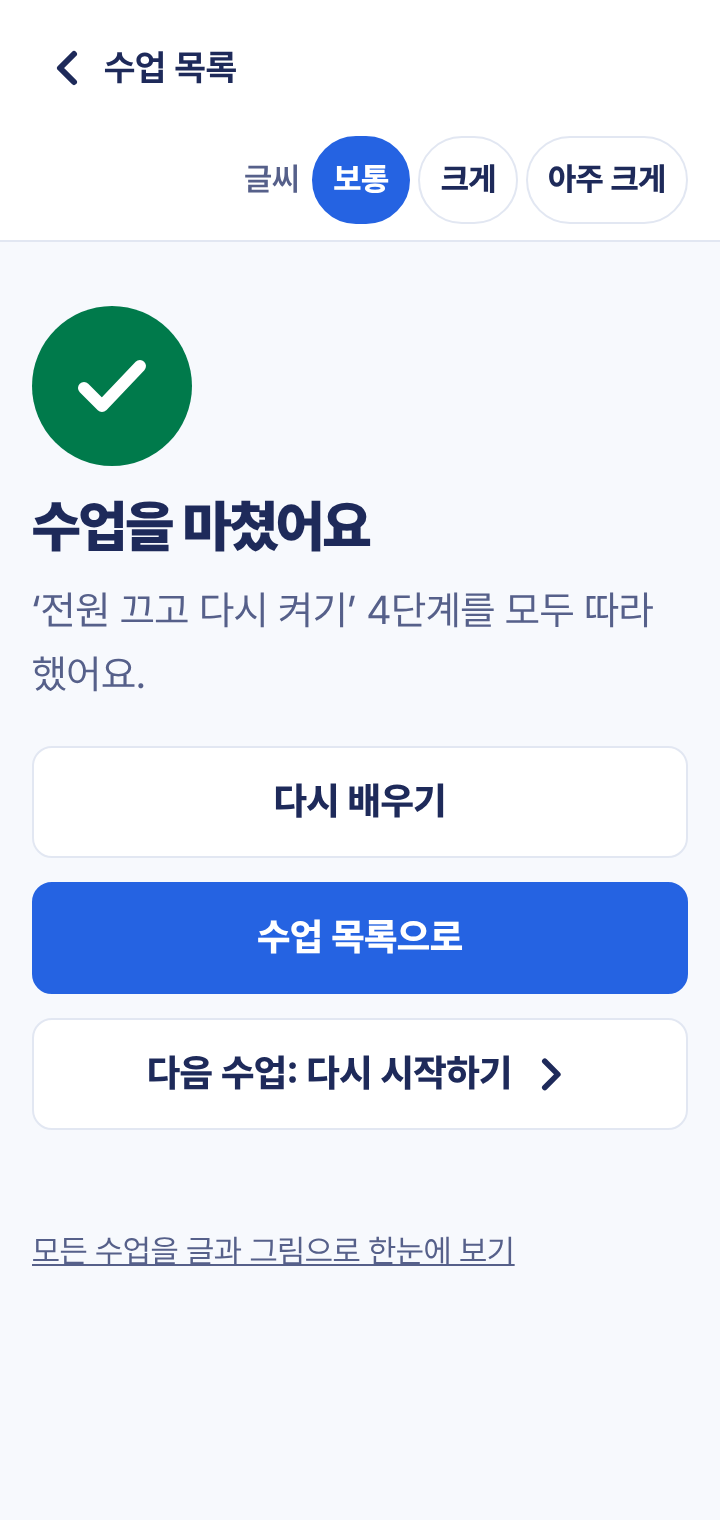 수업 목록
글씨 보통 크게 아주 크게
수업을 마쳤어요
‘전원 끄고 다시 켜기’ 4단계를 모두 따라
했어요.
다시 배우기
수업 목록으로
다음 수업: 다시 시작하기
모든 수업을 글과 그림으로 한눈에 보기